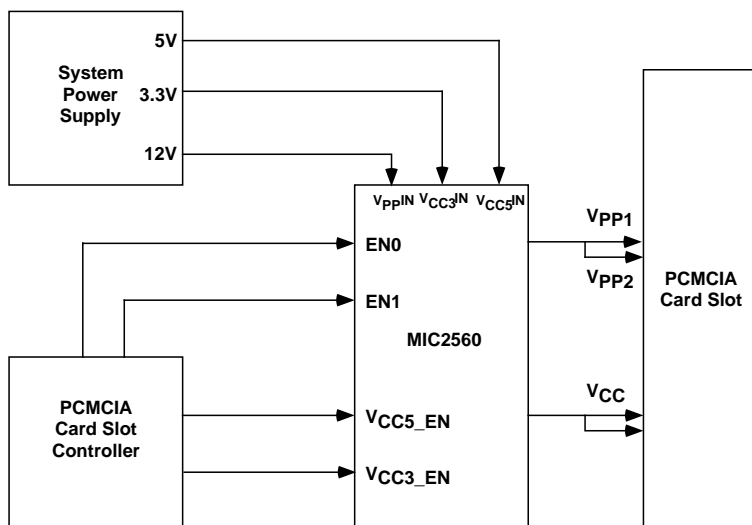 System
Power
Supply
5V
3.3V
12V
VPPIN VCC3IN VCC5IN
EN0
EN1
MIC2560
VCC5_EN
VCC3_EN
PCMCIA
Card Slot
Controller
VPP1
VPP2
VCC
PCMCIA
Card Slot